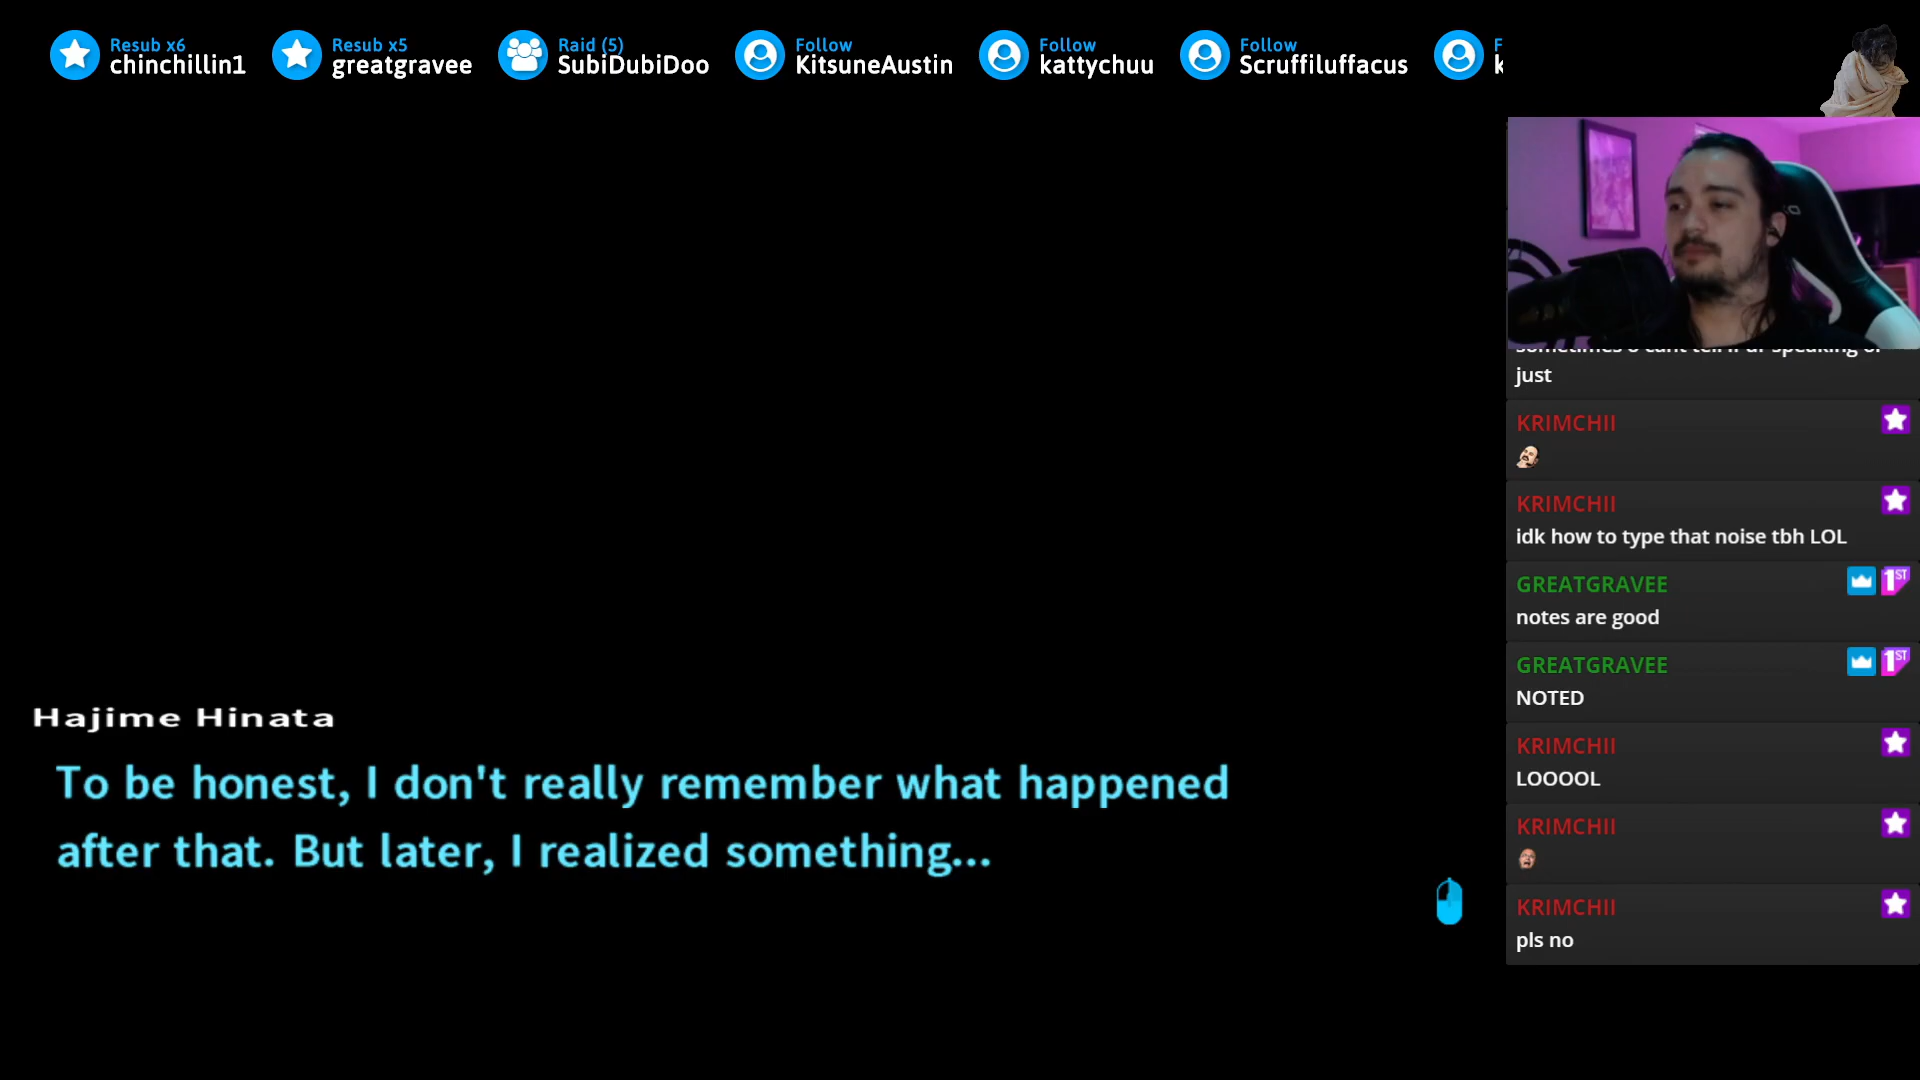 Resub x6
chinchillin1
Resub x5
greatgravee
Raid (5)
SubiDubiDoo
Follow
KitsuneAustin
Follow
kattychuu
Follow
Scruffiluffacus
F
k
just
KRIMCHII
KRIMCHII
idk how to type that noise tbh LOL
GREATGRAVEE
1ST
notes are good
GREATGRAVEE
1ST
NOTED
KRIMCHII
LOOOOL
KRIMCHII
KRIMCHII
pls no
Hajime Hinata
To be honest, I don't really remember what happened
after that. But later, I realized something...